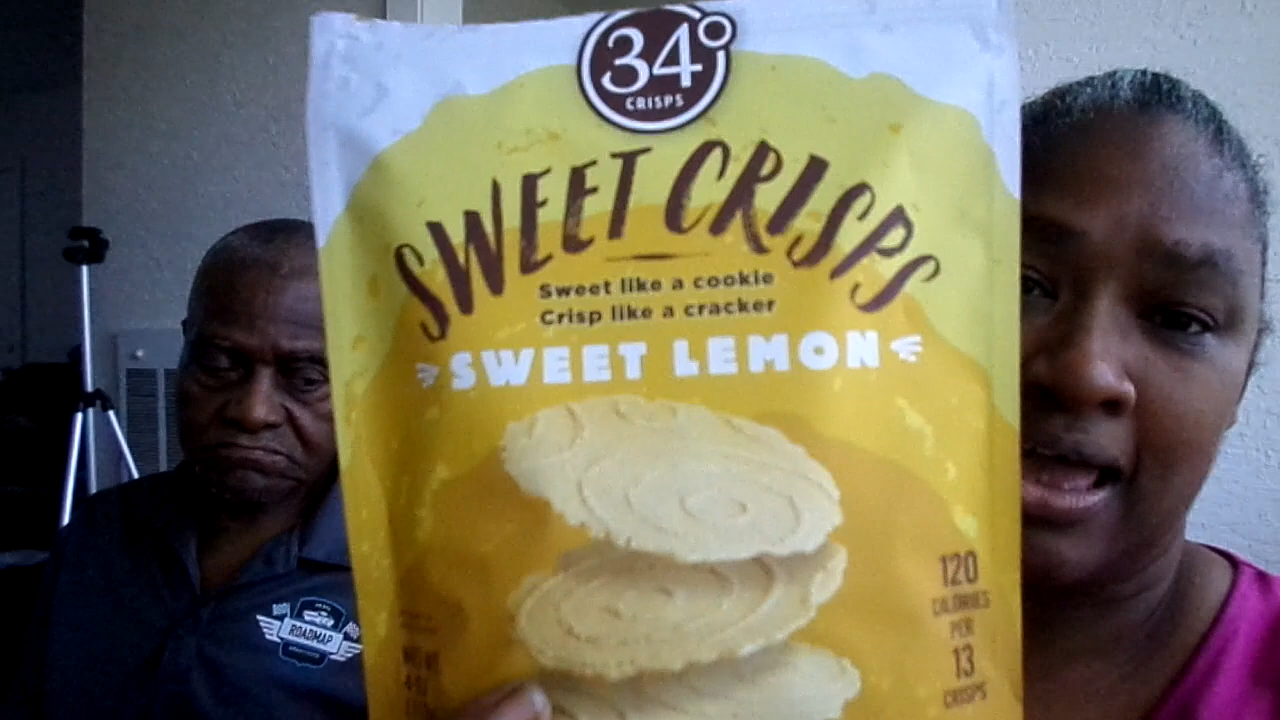 34°
CRISPS
SWEET CRISPS
Sweet like a cookie
Crisp like a cracker
SWEET LEMON
120
CALORIES
PER
13
CRISPS
ROADMAP